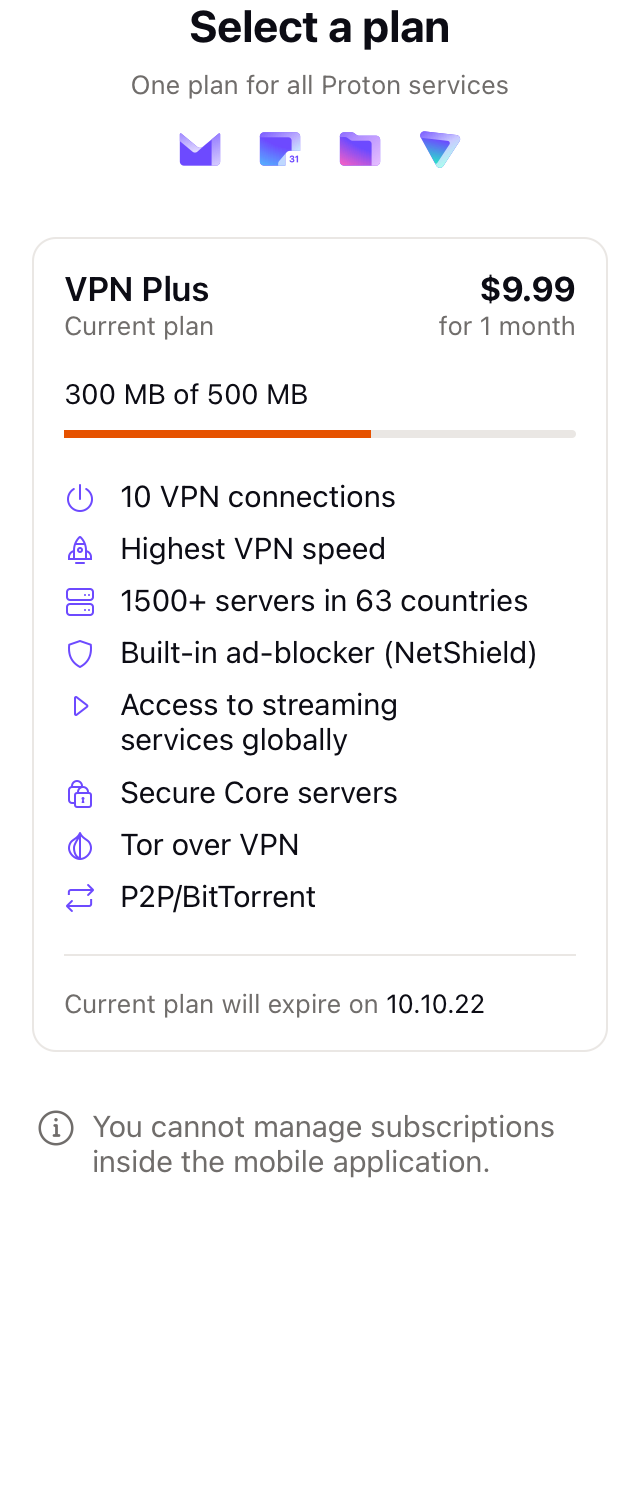 Select a plan
One plan for all Proton services
31
VPN Plus
$9.99
Current plan
for 1 month
300 MB of 500 MB
10 VPN connections
Highest VPN speed
1500+ servers in 63 countries
Built-in ad-blocker (NetShield)
Access to streaming
services globally
Secure Core servers
Tor over VPN
P2P/BitTorrent
Current plan will expire on 10.10.22
You cannot manage subscriptions
inside the mobile application.